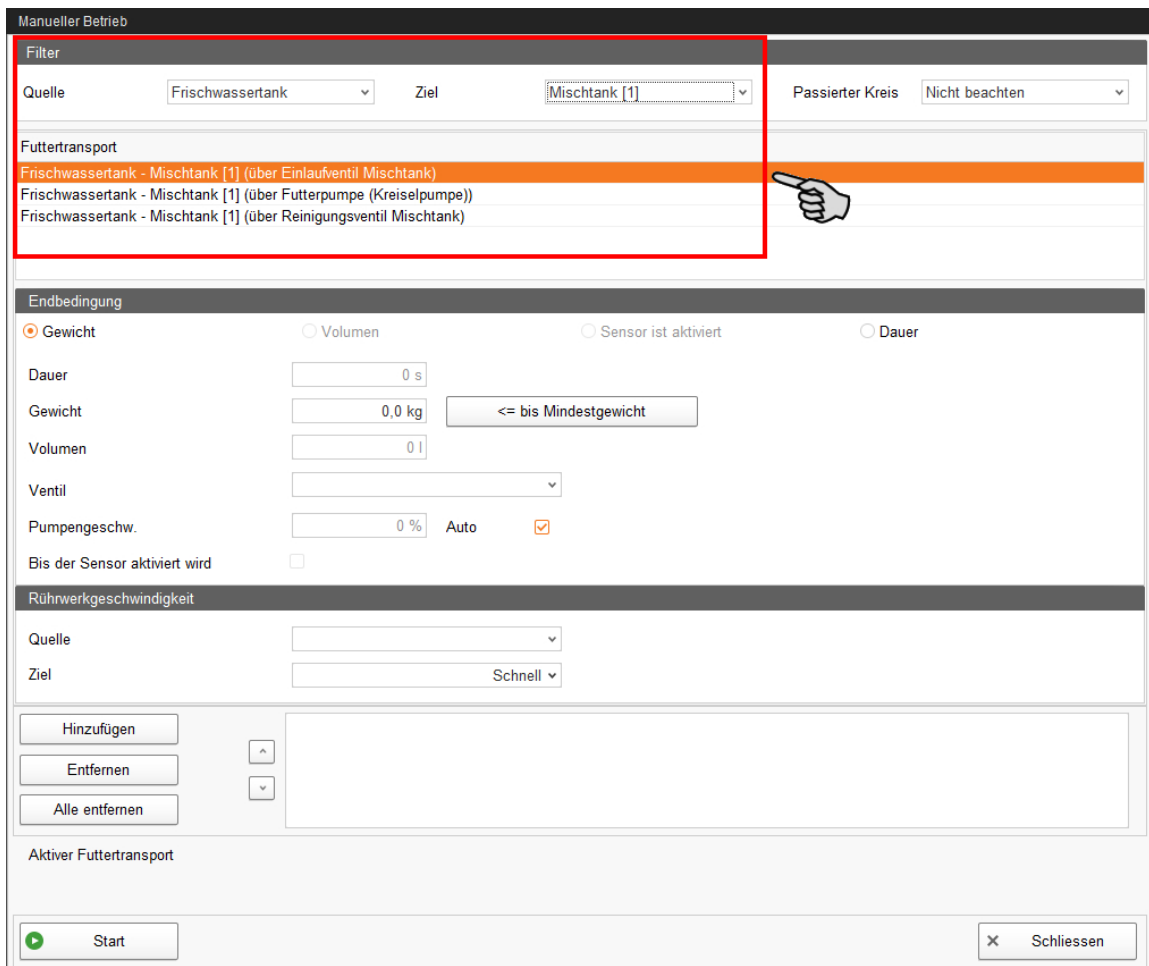 Manueller Betrieb
Filter
Quelle Frischwassertank Ziel Mischtank [1] Passierter Kreis Nicht beachten
Futtertransport
Frischwassertank - Mischtank [1] (über Einlaufventil Mischtank)
Frischwassertank - Mischtank [1] (über Futterpumpe (Kreiselpumpe))
Frischwassertank - Mischtank [1] (über Reinigungsventil Mischtank)
Endbedingung
Gewicht Volumen Sensor ist aktiviert Dauer
Dauer 0 s
Gewicht 0,0 kg <= bis Mindestgewicht
Volumen 0 l
Ventil
Pumpengeschw. 0 % Auto
Bis der Sensor aktiviert wird
Rührwerkgeschwindigkeit
Quelle
Ziel Schnell
Hinzufügen
Entfernen
Alle entfernen
Aktiver Futtertransport
Start Schliessen